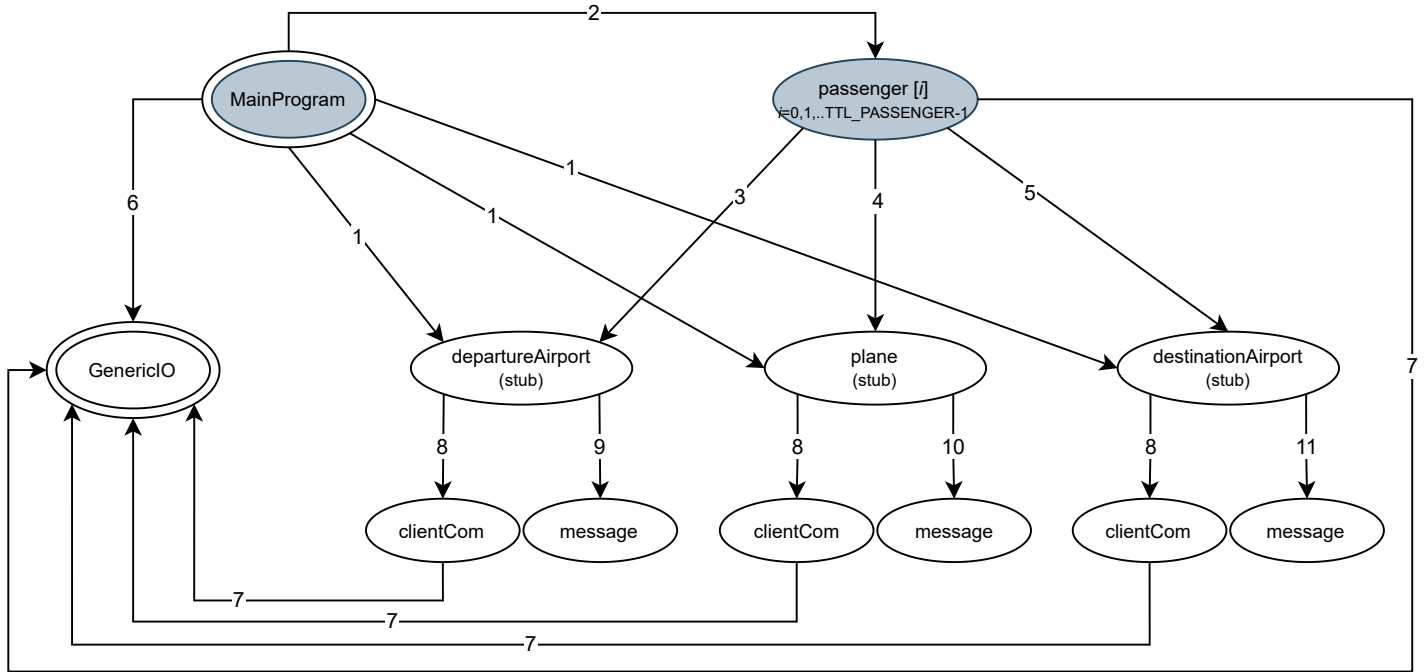 2
MainProgram
passenger [i]
i=0,1,..TTL_PASSENGER-1
1
3
4
5
6
1
1
GenericIO
departureAirport
(stub)
plane
(stub)
destinationAirport
(stub)
7
8
9
8
10
8
11
clientCom
message
clientCom
message
clientCom
message
7
7
7